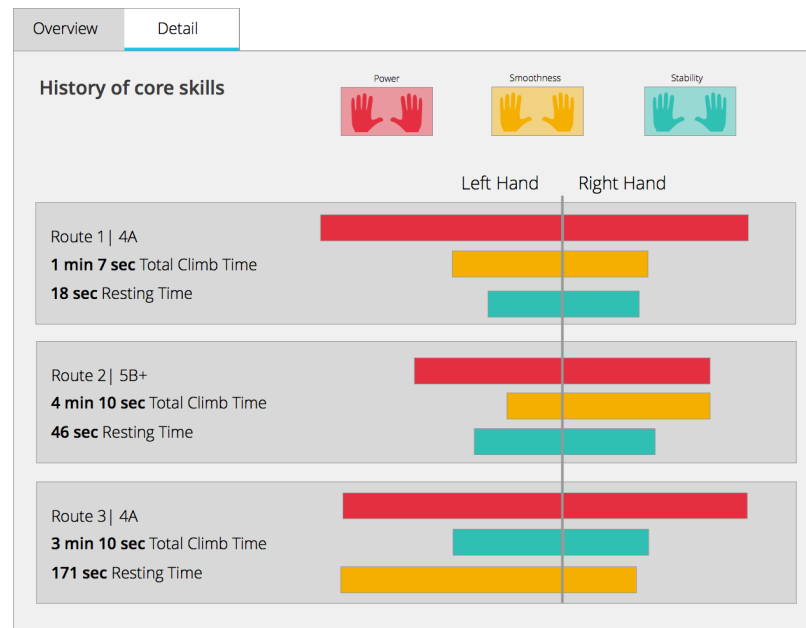 Overview Detail
History of core skills
Power Smoothness Stability
Left Hand Right Hand
Route 1| 4A
1 min 7 sec Total Climb Time
18 sec Resting Time
Route 2| 5B+
4 min 10 sec Total Climb Time
46 sec Resting Time
Route 3| 4A
3 min 10 sec Total Climb Time
171 sec Resting Time